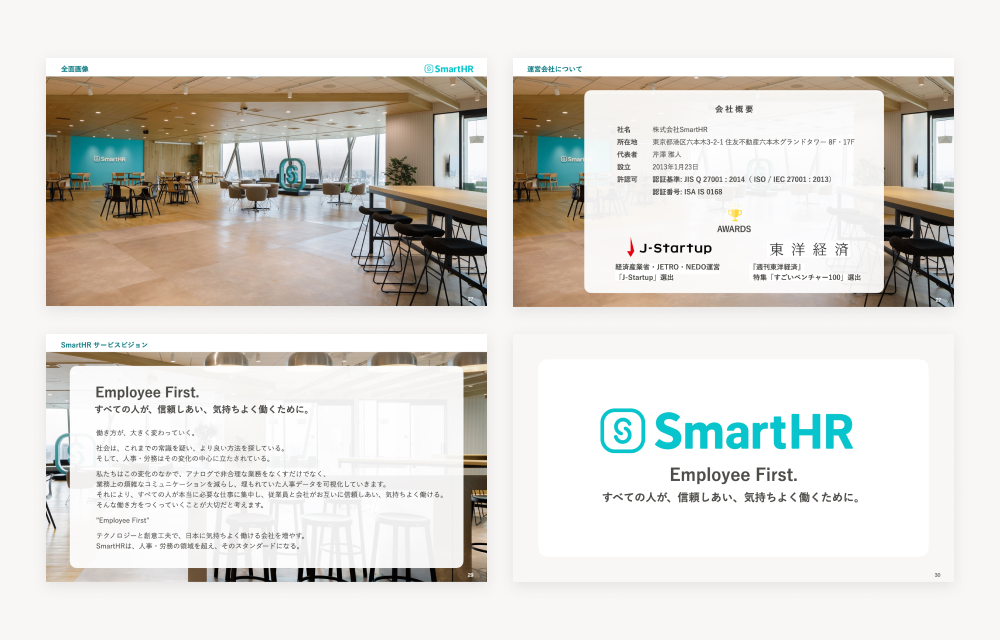 全面画像
SmartHR
SmartHR
27
運営会社について
SmartHR
会社概要
社名 株式会社SmartHR
所在地 東京都港区六本木3-2-1 住友不動産六本木グランドタワー 8F・17F
代表者 芹澤 雅人
設立 2013年1月23日
許認可 認証基準: JIS Q 27001 : 2014（ ISO / IEC 27001 : 2013）
認証番号: ISA IS 0168
AWARDS
J-Startup
経済産業省・JETRO・NEDO運営
『J-Startup』選出
東洋経済
『週刊東洋経済』
特集「すごいベンチャー100」選出
SmartHR サービスビジョン
Employee First.
すべての人が、信頼しあい、気持ちよく働くために。
働き方が、大きく変わっていく。
社会は、これまでの常識を疑い、より良い方法を探している。
そして、人事・労務はその変化の中心に立たされている。
私たちはこの変化のなかで、アナログで非合理な業務をなくすだけでなく、
業務上の煩雑なコミュニケーションを減らし、埋もれていた人事データを可視化していきます。
それにより、すべての人が本当に必要な仕事に集中し、従業員と会社がお互いに信頼しあい、気持ちよく働ける。
そんな働き方をつくっていくことが大切だと考えます。
"Employee First"
テクノロジーと創意工夫で、日本に気持ちよく働ける会社を増やす。
SmartHRは、人事・労務の領域を超え、そのスタンダードになる。
29
SmartHR
Employee First.
すべての人が、信頼しあい、気持ちよく働くために。
30